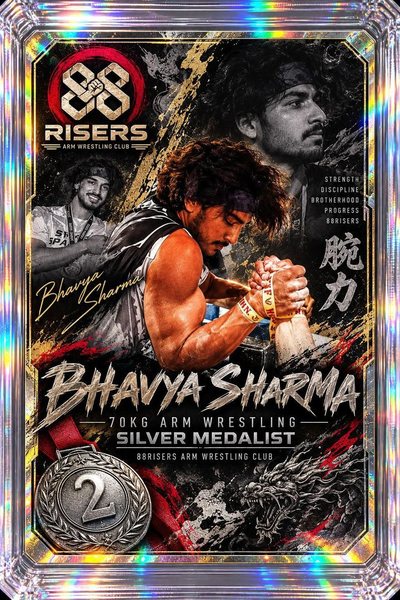 88
RISERS
ARM WRESTLING CLUB
STRENGTH
DISCIPLINE
BROTHERHOOD
PROGRESS
88RISERS
腕力
Bhavya
Sharma
BHAVYA SHARMA
70KG ARM WRESTLING
SILVER MEDALIST
88RISERS ARM WRESTLING CLUB
2